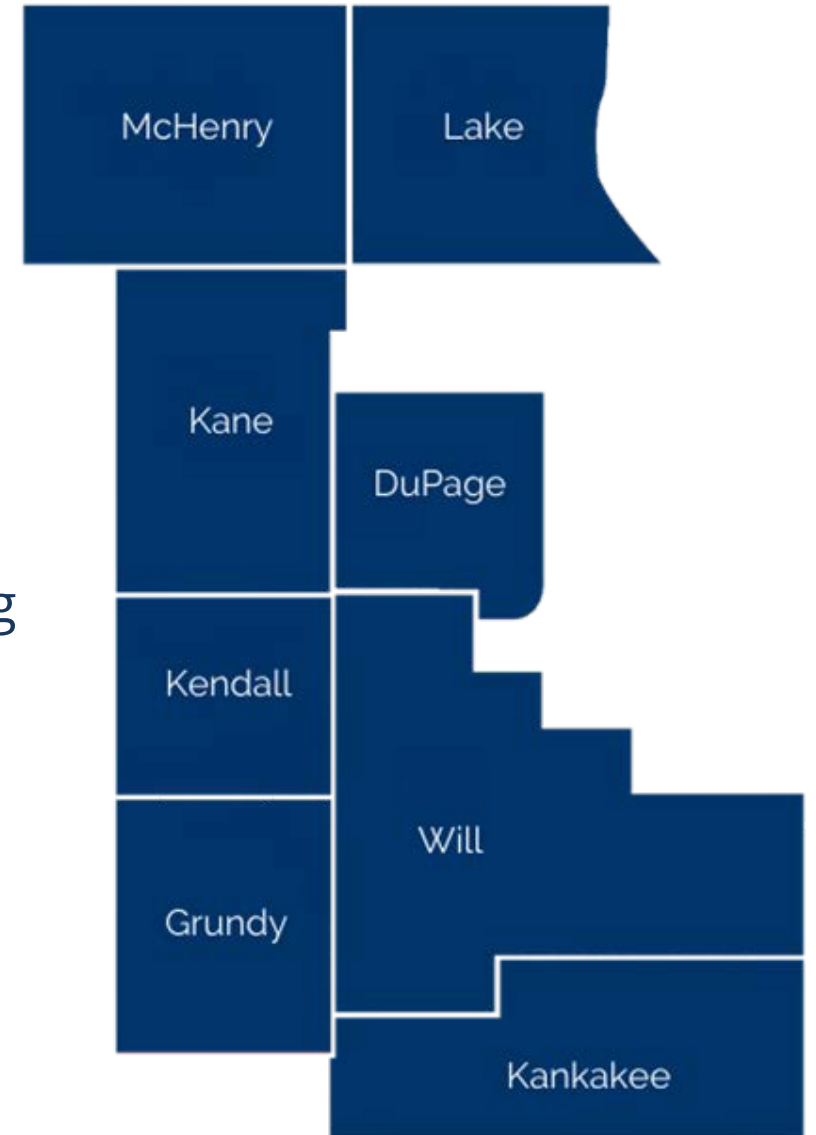 McHenry
Lake
Kane
DuPage
g
Kendall
Will
Grundy
Kankakee